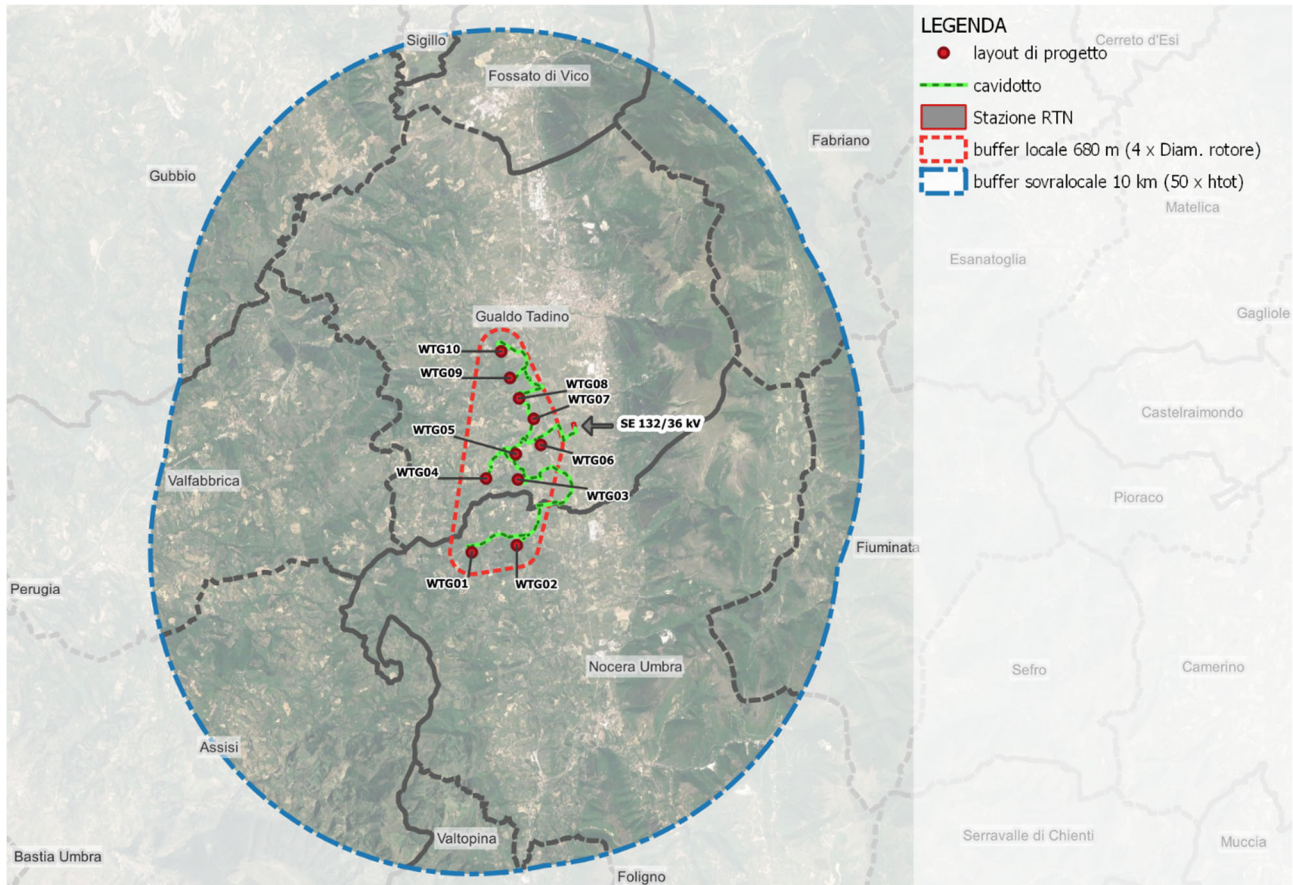 LEGENDA
layout di progetto
cavidotto
Stazione RTN
buffer locale 680 m (4 x Diam. rotore)
buffer sovralocale 10 km (50 x htot)
Sigillo
Cerreto d'Esi
Fossato di Vico
Fabriano
Gubbio
Matelica
Esanatoglia
Gagliole
Gualdo Tadino
WTG10
WTG09
WTG08
WTG07
Castelraimondo
SE 132/36 kV
WTG05
WTG06
WTG04
Valfabbrica
WTG03
Pioraco
Fiuminata
WTG01
WTG02
Perugia
Nocera Umbra
Sefro
Camerino
Assisi
Valtopina
Serravalle di Chienti
Muccia
Bastia Umbra
Foligno